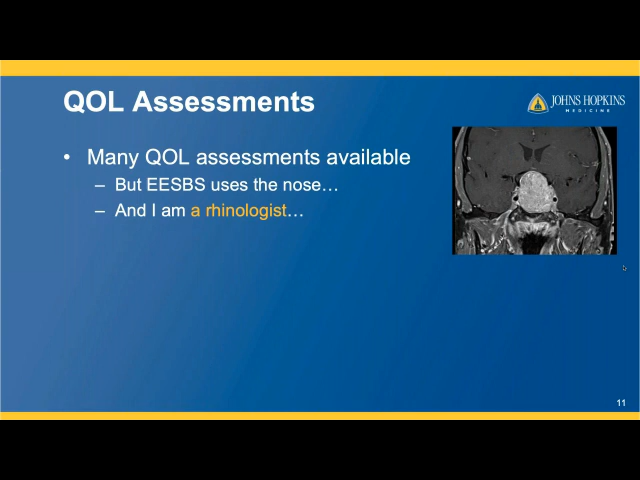 QOL Assessments
JOHNS HOPKINS
MEDICINE
• Many QOL assessments available
– But EESBS uses the nose…
– And I am a rhinologist…
11